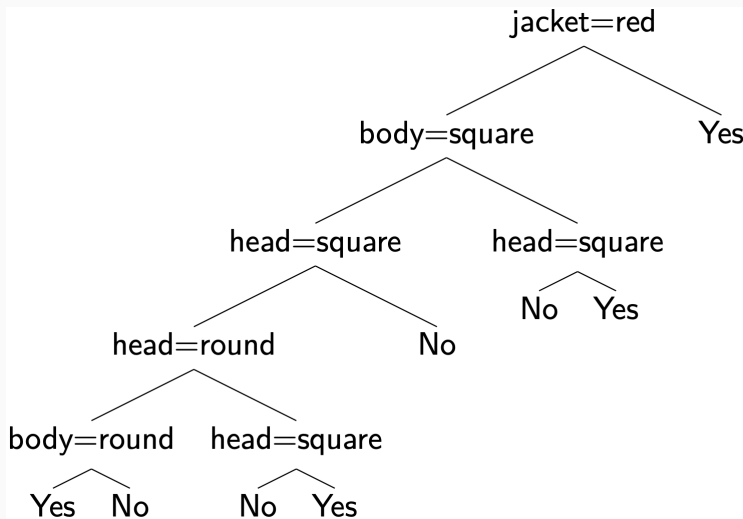 jacket=red
body=square Yes
head=square head=square
No Yes
head=round No
body=round head=square
Yes No No Yes